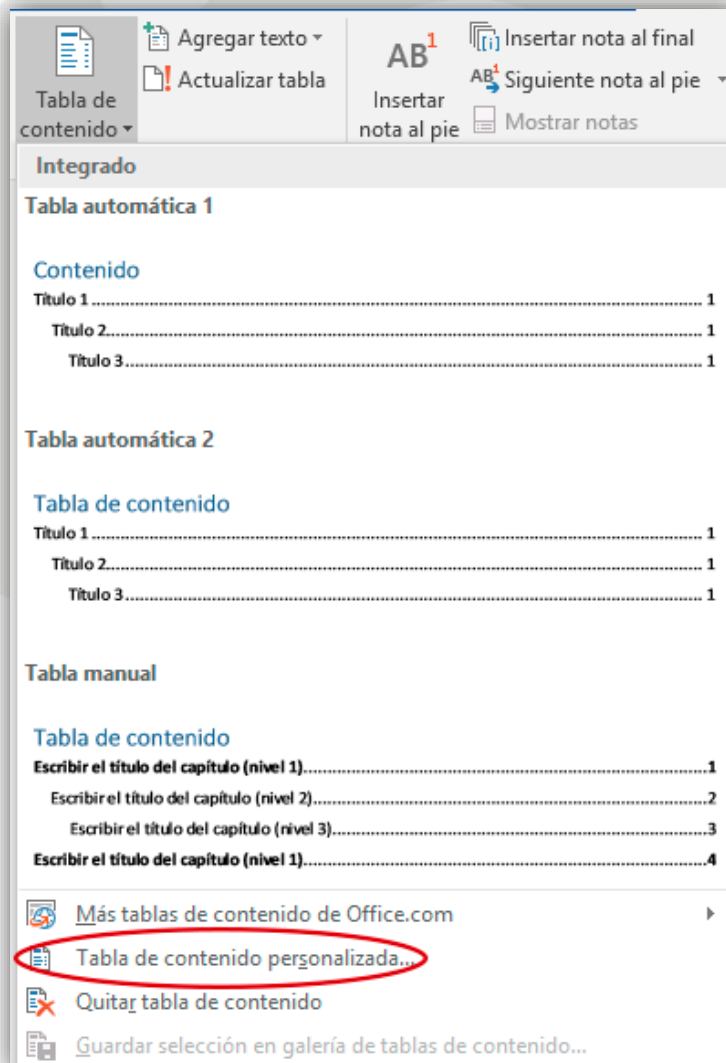 Tabla de contenido
Agregar texto
Actualizar tabla
AB1
Insertar nota al pie
[i] Insertar nota al final
AB1 Siguiente nota al pie
Mostrar notas
Integrado
Tabla automática 1
Contenido
Título 1.......... 1
Título 2.......... 1
Título 3.......... 1
Tabla automática 2
Tabla de contenido
Título 1.......... 1
Título 2.......... 1
Título 3.......... 1
Tabla manual
Tabla de contenido
Escribir el título del capítulo (nivel 1).......... 1
Escribir el título del capítulo (nivel 2).......... 2
Escribir el título del capítulo (nivel 3).......... 3
Escribir el título del capítulo (nivel 1).......... 4
Más tablas de contenido de Office.com
Tabla de contenido personalizada...
Quitar tabla de contenido
Guardar selección en galería de tablas de contenido...